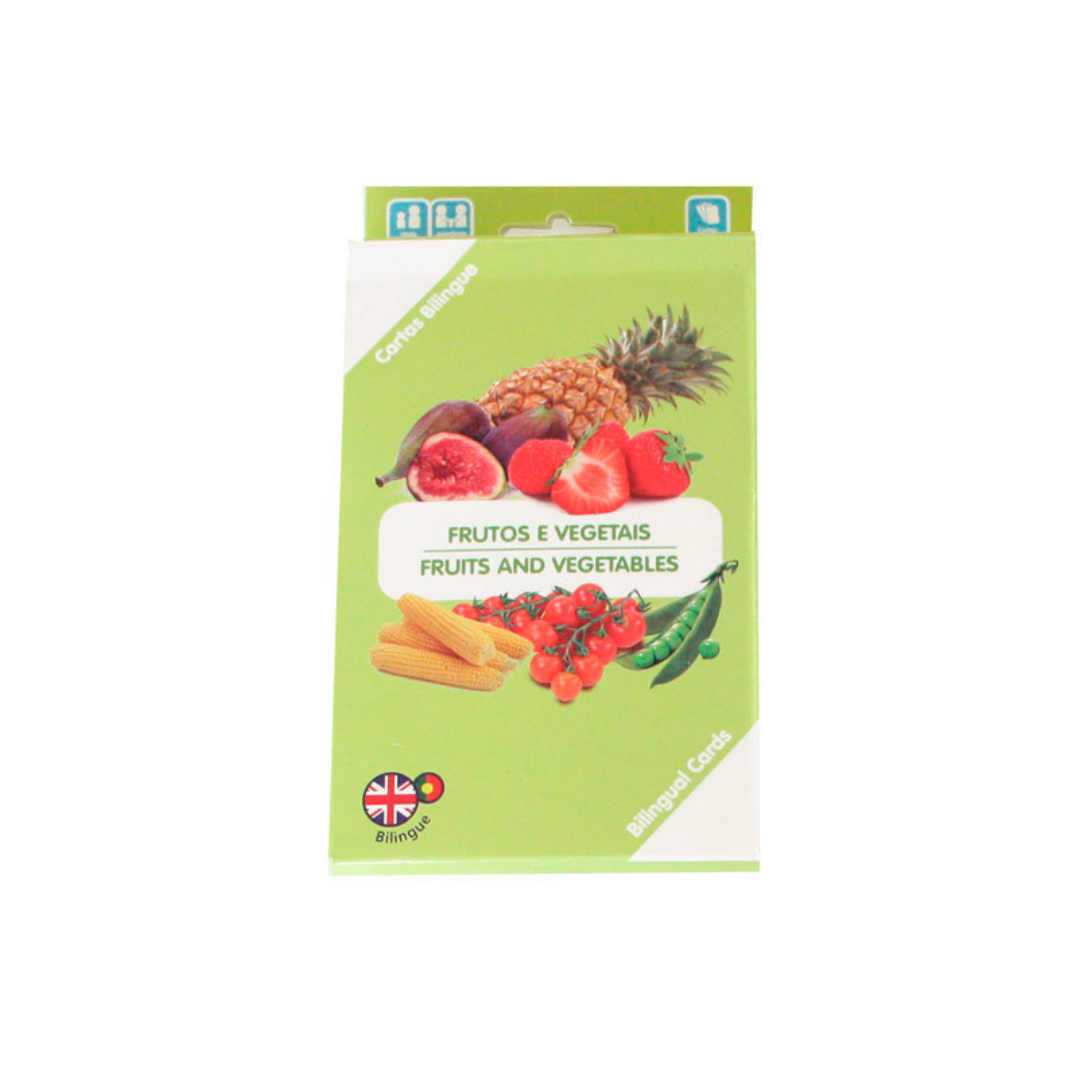 Cartas Bilingue
FRUTOS E VEGETAIS
FRUITS AND VEGETABLES
Bilingual Cards
Bilingue